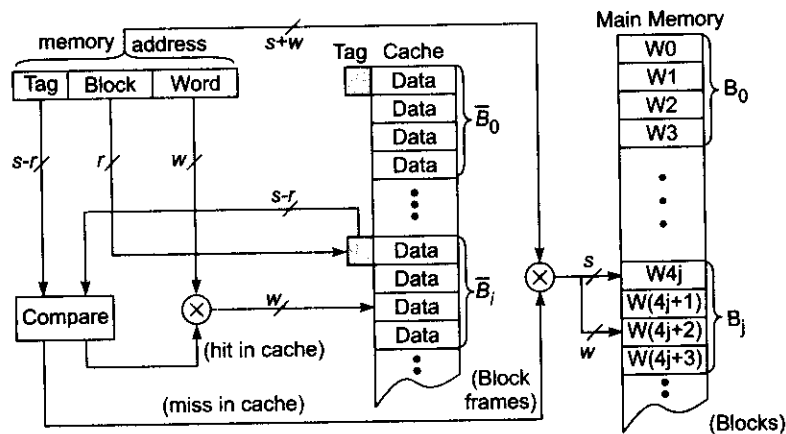 memory address
s+w
Tag Block Word
s-r
r
w
Tag Cache
Data
Data
Data
Data
B̅0
s-r
Data
Data
Data
Data
B̅i
Compare
w
(hit in cache)
(miss in cache)
(Block
frames)
s
w
Main Memory
W0
W1
W2
W3
B0
W4j
W(4j+1)
W(4j+2)
W(4j+3)
Bj
(Blocks)